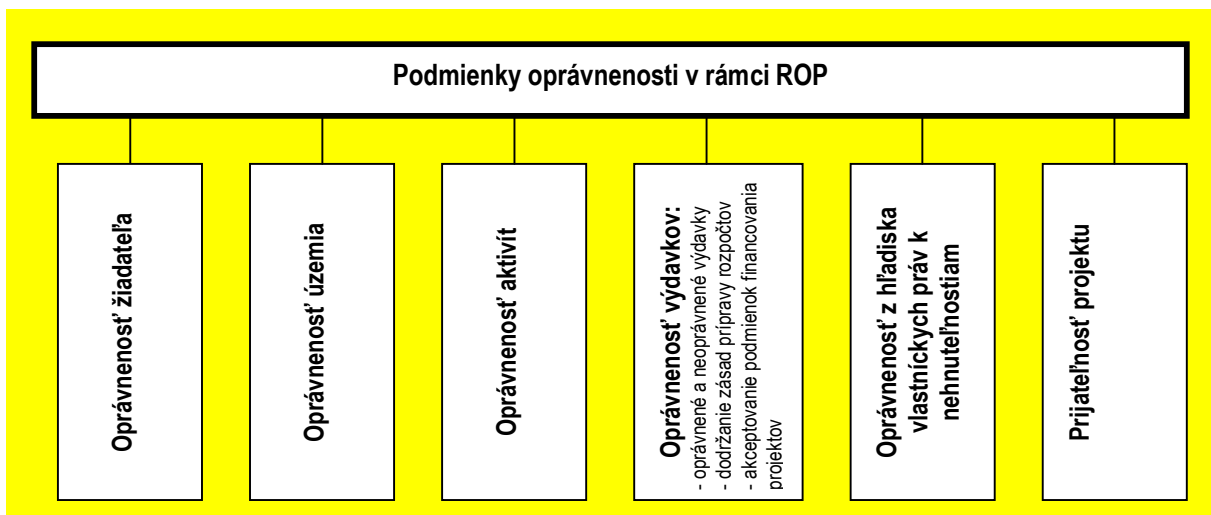 Podmienky oprávnenosti v rámci ROP
Oprávnenosť žiadateľa
Oprávnenosť územia
Oprávnenosť aktivít
Oprávnenosť výdavkov:
- oprávnené a neoprávnené výdavky
- dodržanie zásad prípravy rozpočtov
- akceptovanie podmienok financovania
projektov
Oprávnenosť z hľadiska
vlastníckych práv k
nehnuteľnostiam
Prijateľnosť projektu